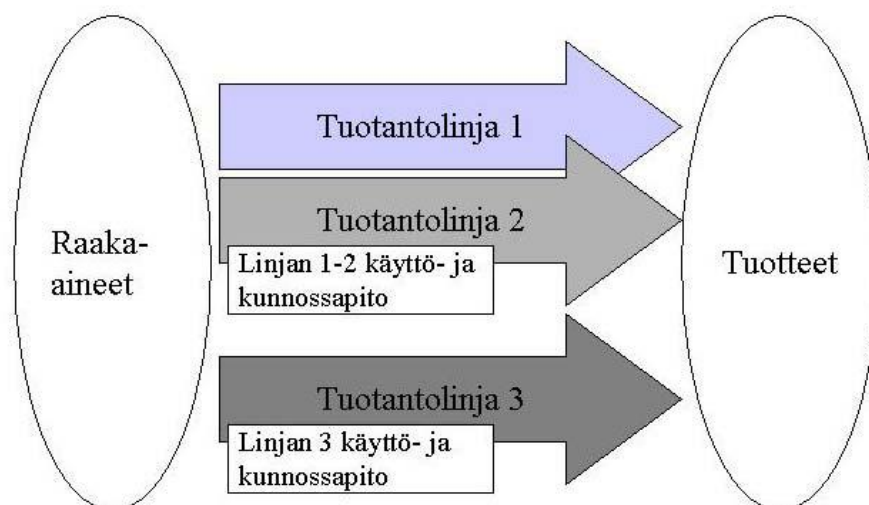 Raaka-
aineet
Tuotantolinja 1
Tuotantolinja 2
Linjan 1-2 käyttö- ja
kunnossapito
Tuotantolinja 3
Linjan 3 käyttö- ja
kunnossapito
Tuotteet